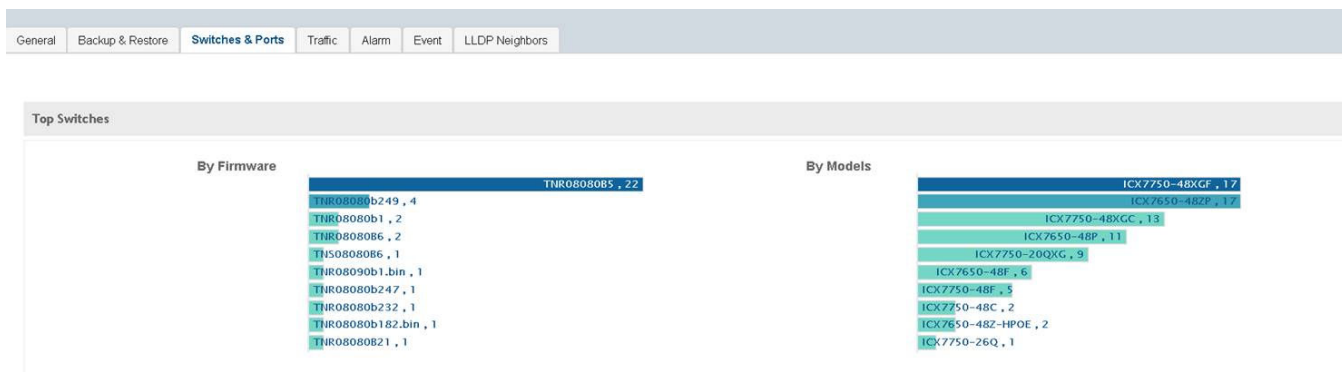 General Backup & Restore Switches & Ports Traffic Alarm Event LLDP Neighbors
Top Switches
By Firmware
TNR08080B5 , 22
TNR08080b249 , 4
TNR08080b1 , 2
TNR08080B6 , 2
TNS08080B6 , 1
TNR08090b1.bin , 1
TNR08080b247 , 1
TNR08080b232 , 1
TNR08080b182.bin , 1
TNR08080B21 , 1
By Models
ICX7750-48XGF , 17
ICX7650-48ZP , 17
ICX7750-48XGC , 13
ICX7650-48P , 11
ICX7750-20QXG , 9
ICX7650-48F , 6
ICX7750-48F , 5
ICX7750-48C , 2
ICX7650-48Z-HPOE , 2
ICX7750-26Q , 1